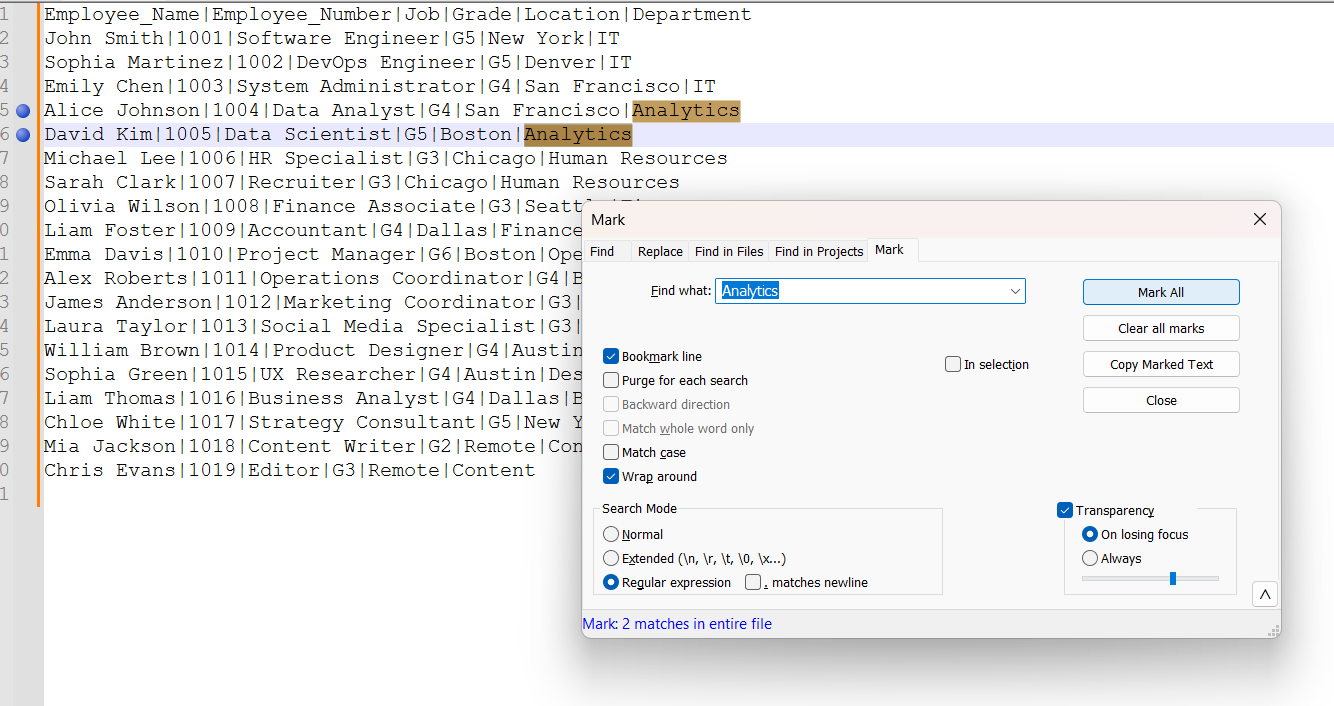 1 Employee_Name|Employee_Number|Job|Grade|Location|Department
2 John Smith|1001|Software Engineer|G5|New York|IT
3 Sophia Martinez|1002|DevOps Engineer|G5|Denver|IT
4 Emily Chen|1003|System Administrator|G4|San Francisco|IT
5 Alice Johnson|1004|Data Analyst|G4|San Francisco|Analytics
6 David Kim|1005|Data Scientist|G5|Boston|Analytics
7 Michael Lee|1006|HR Specialist|G3|Chicago|Human Resources
8 Sarah Clark|1007|Recruiter|G3|Chicago|Human Resources
9 Olivia Wilson|1008|Finance Associate|G3|
0 Liam Foster|1009|Accountant|G4|Dallas|Finance
1 Emma Davis|1010|Project Manager|G6|Boston|Ope
2 Alex Roberts|1011|Operations Coordinator|G4|B
3 James Anderson|1012|Marketing Coordinator|G3|
4 Laura Taylor|1013|Social Media Specialist|G3|
5 William Brown|1014|Product Designer|G4|Austin
6 Sophia Green|1015|UX Researcher|G4|Austin|Des
7 Liam Thomas|1016|Business Analyst|G4|Dallas|B
8 Chloe White|1017|Strategy Consultant|G5|New Y
9 Mia Jackson|1018|Content Writer|G2|Remote|Con
0 Chris Evans|1019|Editor|G3|Remote|Content
1
Mark
Find Replace Find in Files Find in Projects Mark
Find what: Analytics
Mark All
Clear all marks
Copy Marked Text
Close
Bookmark line
In selection
Purge for each search
Backward direction
Match whole word only
Match case
Wrap around
Search Mode
Normal
Extended (\n, \r, \t, \0, \x...)
Regular expression . matches newline
Transparency
On losing focus
Always
Mark: 2 matches in entire file